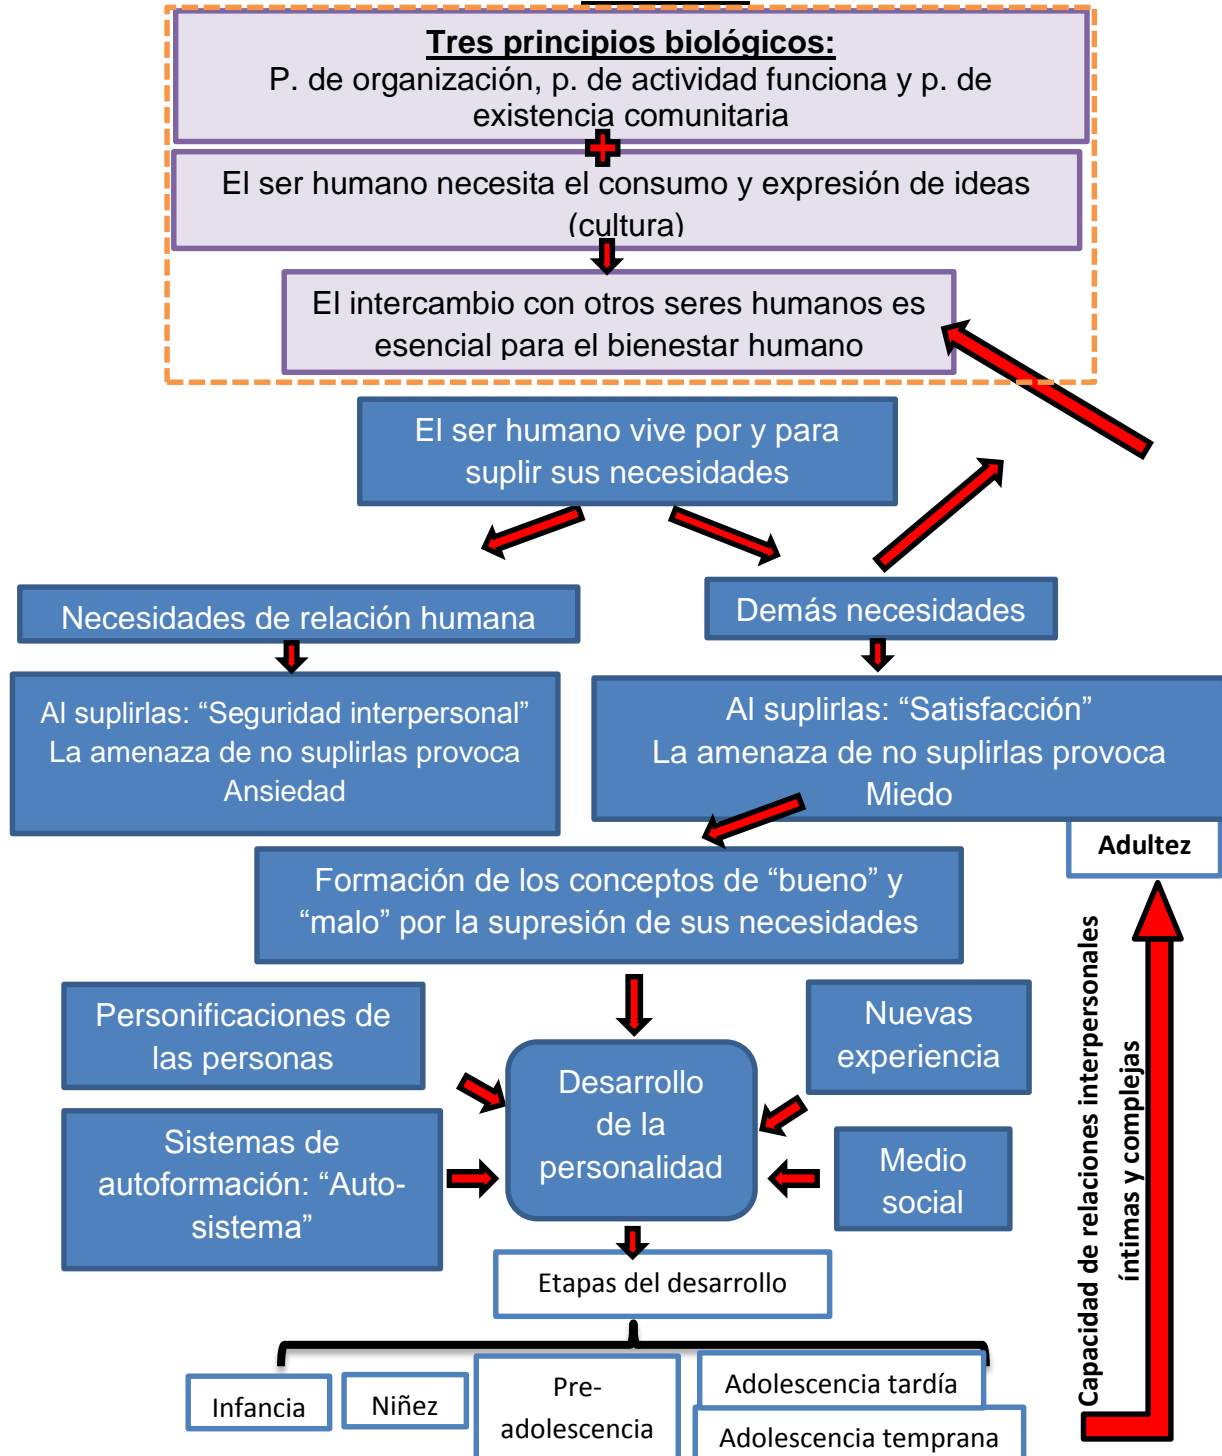 Tres principios biológicos:
P. de organización, p. de actividad funciona y p. de
existencia comunitaria
El ser humano necesita el consumo y expresión de ideas
(cultura)
El intercambio con otros seres humanos es
esencial para el bienestar humano
El ser humano vive por y para
suplir sus necesidades
Necesidades de relación humana
Demás necesidades
Al suplirlas: “Seguridad interpersonal”
La amenaza de no suplirlas provoca
Ansiedad
Al suplirlas: “Satisfacción”
La amenaza de no suplirlas provoca
Miedo
Adultez
Formación de los conceptos de “bueno” y
“malo” por la supresión de sus necesidades
Personificaciones de
las personas
Nuevas
experiencia
Desarrollo
de la
personalidad
Sistemas de
autoformación: “Auto-
sistema”
Medio
social
Capacidad de relaciones interpersonales
íntimas y complejas
Etapas del desarrollo
Infancia
Niñez
Pre-
adolescencia
Adolescencia tardía
Adolescencia temprana